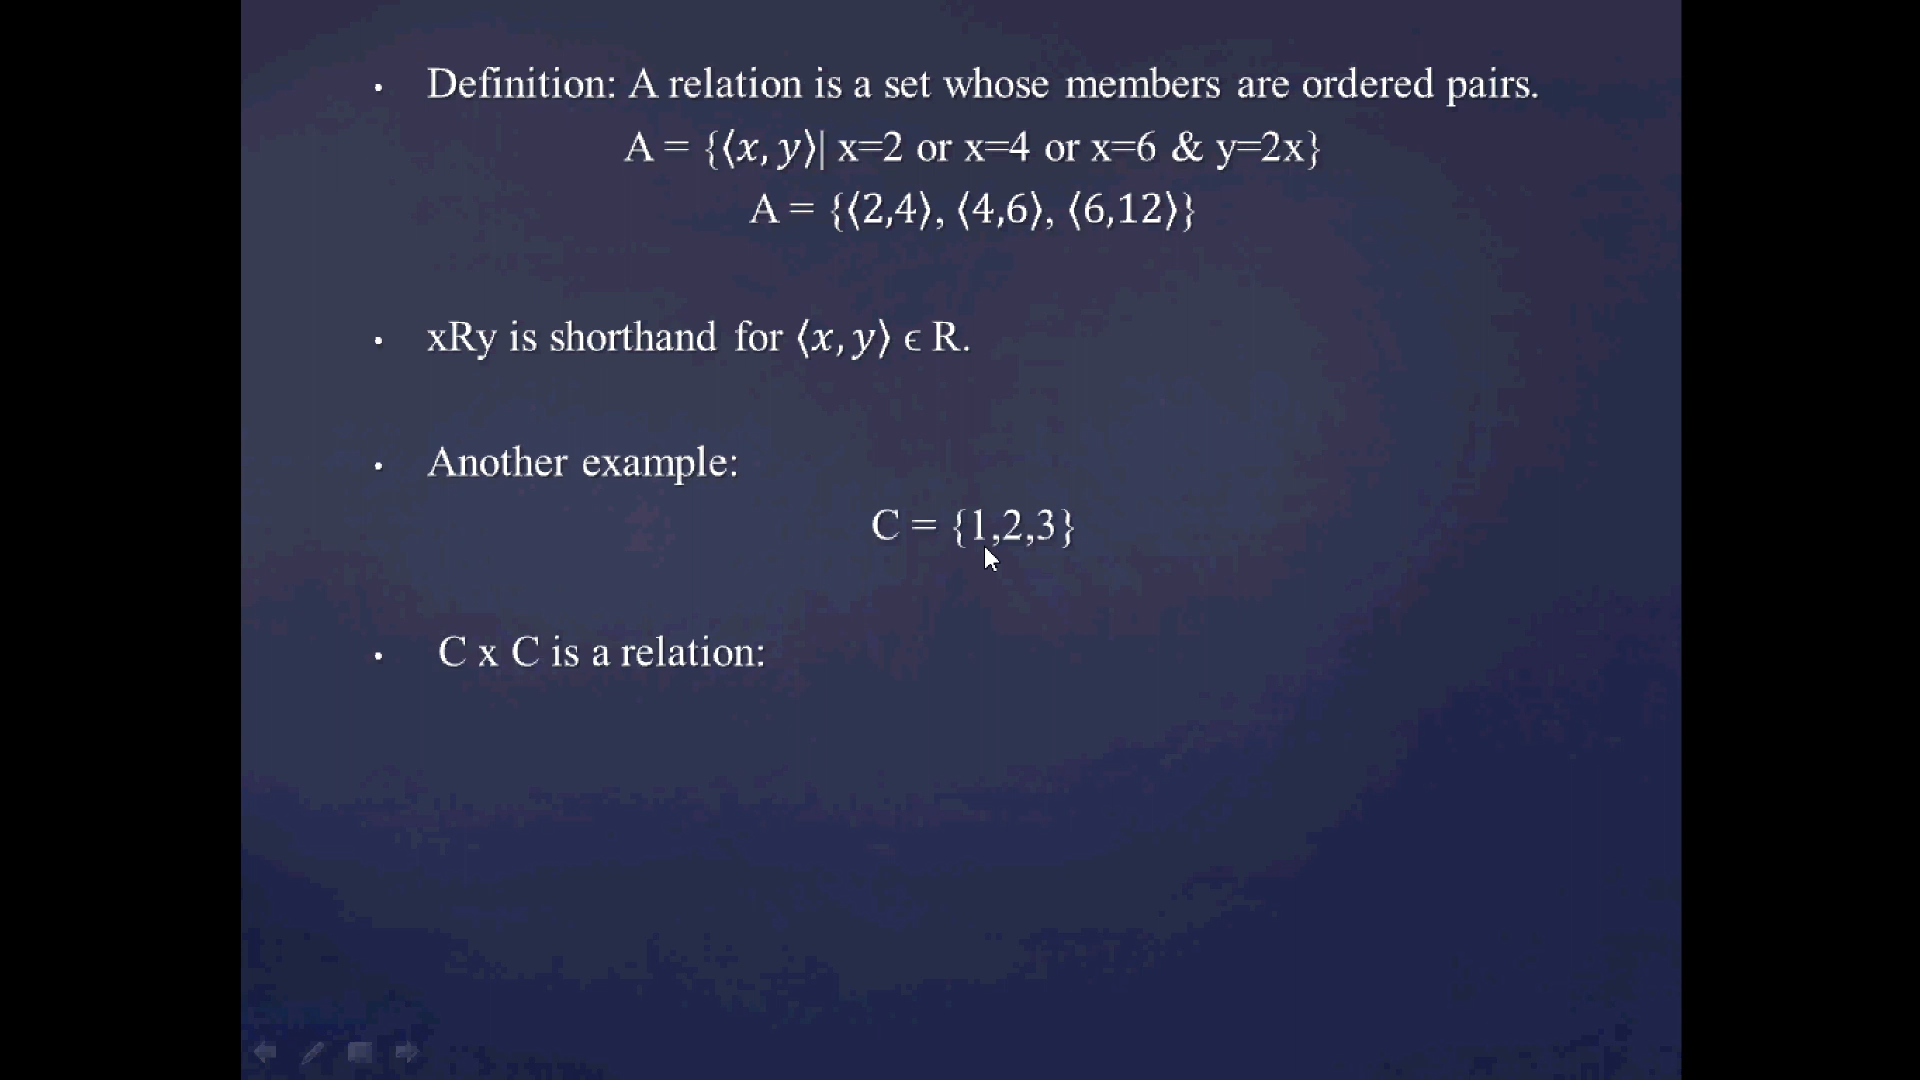 • Definition: A relation is a set whose members are ordered pairs.
A = {⟨x, y⟩| x=2 or x=4 or x=6 & y=2x}
A = {⟨2,4⟩, ⟨4,6⟩, ⟨6,12⟩}
• xRy is shorthand for ⟨x, y⟩ ϵ R.
• Another example:
C = {1,2,3}
• C x C is a relation: